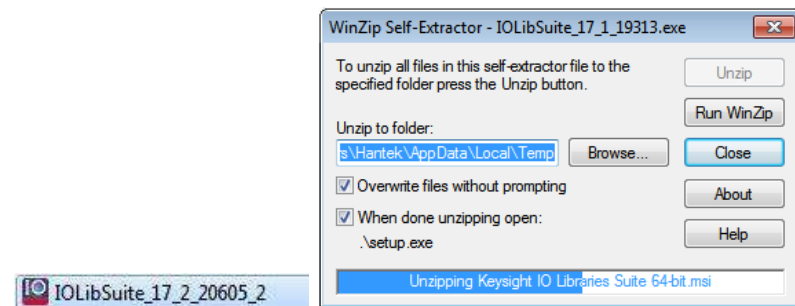 WinZip Self-Extractor - IOLibSuite_17_1_19313.exe
To unzip all files in this self-extractor file to the
specified folder press the Unzip button.
Unzip
Run WinZip
Unzip to folder:
s\Hantek\AppData\Local\Temp
Browse...
Close
Overwrite files without prompting
About
When done unzipping open:
.\setup.exe
Help
Unzipping Keysight IO Libraries Suite 64-bit.msi
IOLibSuite_17_2_20605_2